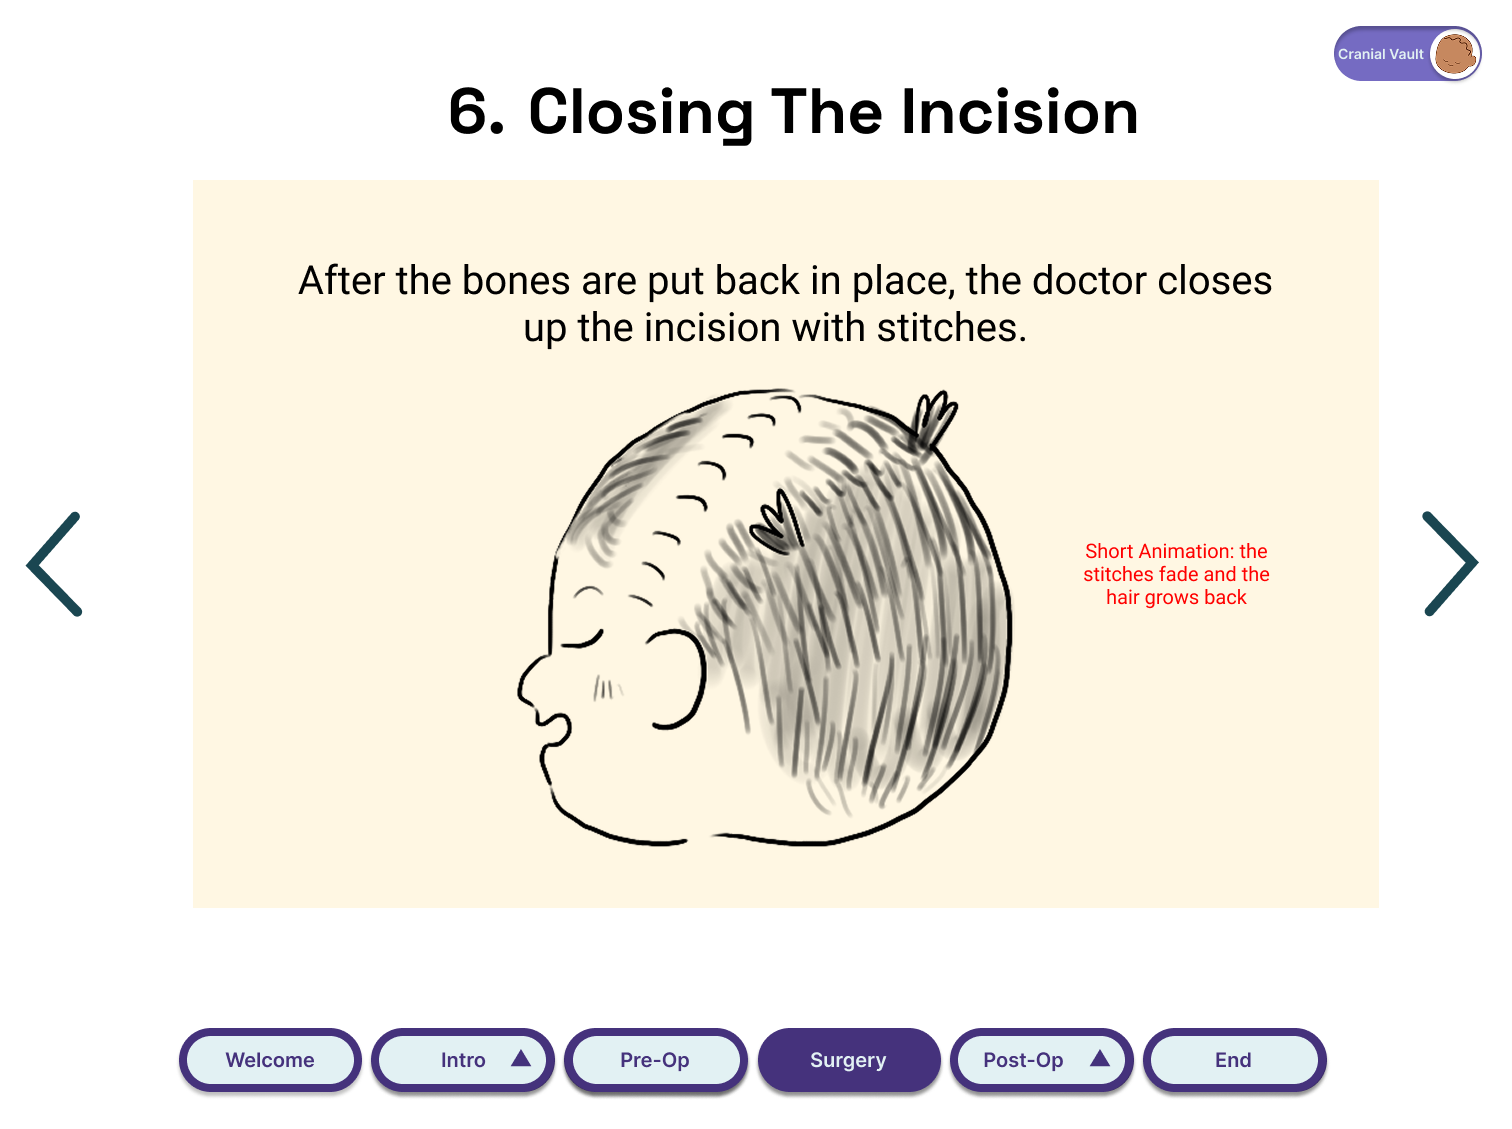 Cranial Vault
6. Closing The Incision
After the bones are put back in place, the doctor closes
up the incision with stitches.
Short Animation: the
stitches fade and the
hair grows back
Welcome
Intro
Pre-Op
Surgery
Post-Op
End